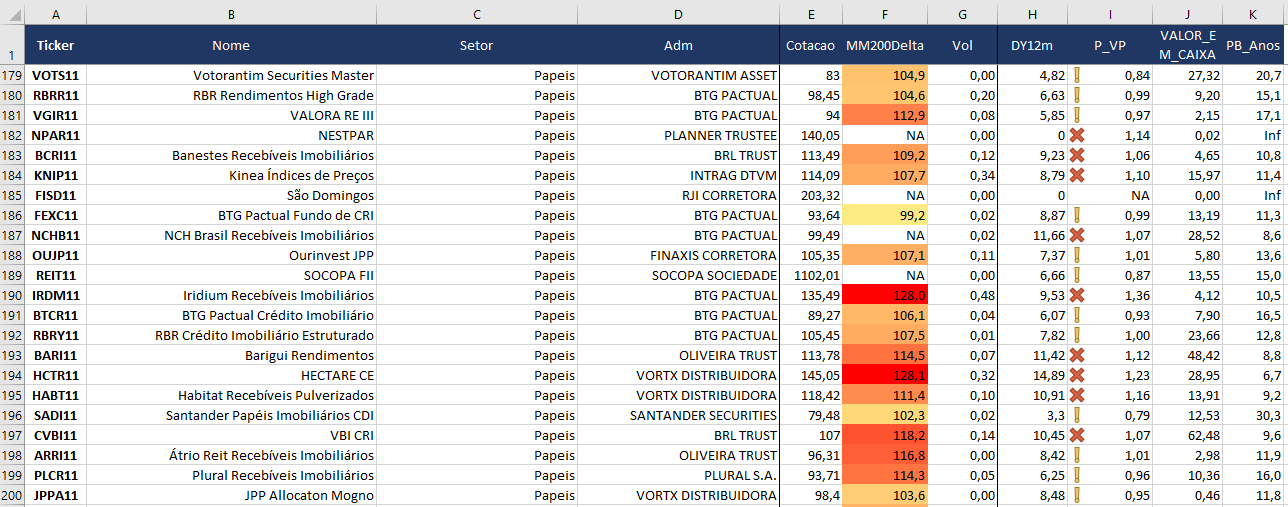 A B C D E F G H I J K
1 Ticker Nome Setor Adm Cotacao MM200Delta Vol DY12m P_VP VALOR_E
M_CAIXA PB_Anos
179 VOTS11 Votorantim Securities Master Papeis VOTORANTIM ASSET 83 104,9 0,00 4,82 0,84 27,32 20,7
180 RBRR11 RBR Rendimentos High Grade Papeis BTG PACTUAL 98,45 104,6 0,20 6,63 0,99 9,20 15,1
181 VGIR11 VALORA RE III Papeis BTG PACTUAL 94 112,9 0,08 5,85 0,97 2,15 17,1
182 NPAR11 NESTPAR Papeis PLANNER TRUSTEE 140,05 NA 0,00 0 1,14 0,02 Inf
183 BCRI11 Banestes Recebíveis Imobiliários Papeis BRL TRUST 113,49 109,2 0,12 9,23 1,06 4,65 10,8
184 KNIP11 Kinea Índices de Preços Papeis INTRAG DTVM 114,09 107,7 0,34 8,79 1,10 15,97 11,4
185 FISD11 São Domingos Papeis RJI CORRETORA 203,32 NA 0,00 0 NA 0,00 Inf
186 FEXC11 BTG Pactual Fundo de CRI Papeis BTG PACTUAL 93,64 99,2 0,02 8,87 0,99 13,19 11,3
187 NCHB11 NCH Brasil Recebíveis Imobiliários Papeis BTG PACTUAL 99,49 NA 0,02 11,66 1,07 28,52 8,6
188 OUJP11 Ourinvest JPP Papeis FINAXIS CORRETORA 105,35 107,1 0,11 7,37 1,01 5,80 13,6
189 REIT11 SOCOPA FII Papeis SOCOPA SOCIEDADE 1102,01 NA 0,00 6,66 0,87 13,55 15,0
190 IRDM11 Iridium Recebíveis Imobiliários Papeis BTG PACTUAL 135,49 128,0 0,48 9,53 1,36 4,12 10,5
191 BTCR11 BTG Pactual Crédito Imobiliário Papeis BTG PACTUAL 89,27 106,1 0,04 6,07 0,93 7,90 16,5
192 RBRY11 RBR Crédito Imobiliário Estruturado Papeis BTG PACTUAL 105,45 107,5 0,01 7,82 1,00 23,66 12,8
193 BARI11 Barigui Rendimentos Papeis OLIVEIRA TRUST 113,78 114,5 0,07 11,42 1,12 48,42 8,8
194 HCTR11 HECTARE CE Papeis VORTX DISTRIBUIDORA 145,05 128,1 0,32 14,89 1,23 28,95 6,7
195 HABT11 Habitat Recebíveis Pulverizados Papeis VORTX DISTRIBUIDORA 118,42 111,4 0,10 10,91 1,16 13,91 9,2
196 SADI11 Santander Papéis Imobiliários CDI Papeis SANTANDER SECURITIES 79,48 102,3 0,02 3,3 0,79 12,53 30,3
197 CVBI11 VBI CRI Papeis BRL TRUST 107 118,2 0,14 10,45 1,07 62,48 9,6
198 ARRI11 Átrio Reit Recebíveis Imobiliários Papeis OLIVEIRA TRUST 96,31 116,8 0,00 8,42 1,01 2,98 11,9
199 PLCR11 Plural Recebíveis Imobiliários Papeis PLURAL S.A. 93,71 114,3 0,05 6,25 0,96 10,36 16,0
200 JPPA11 JPP Allocaton Mogno Papeis VORTX DISTRIBUIDORA 98,4 103,6 0,00 8,48 0,95 0,46 11,8